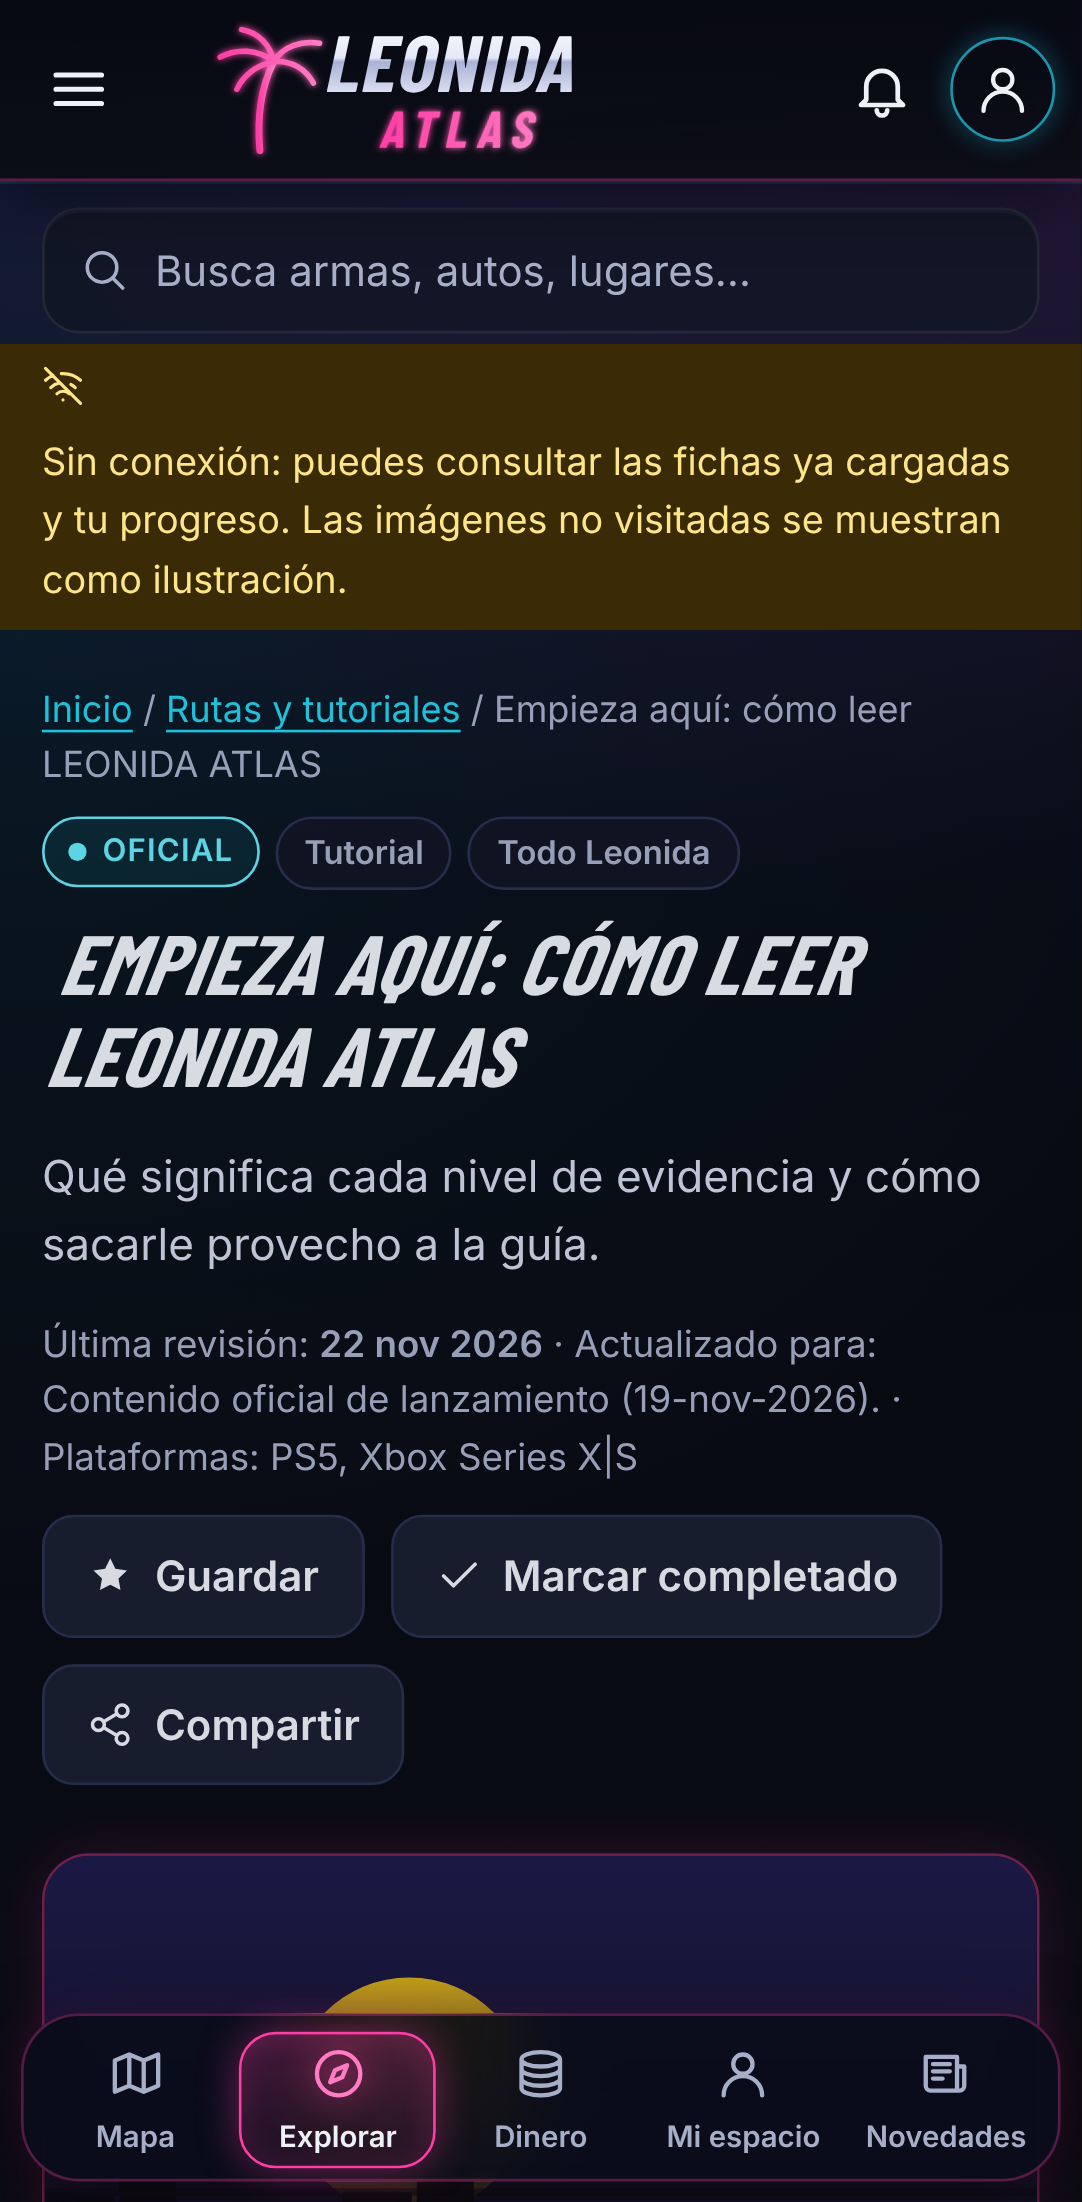 LEONIDA
ATLAS
Busca armas, autos, lugares...
Sin conexión: puedes consultar las fichas ya cargadas
y tu progreso. Las imágenes no visitadas se muestran
como ilustración.
Inicio / Rutas y tutoriales / Empieza aquí: cómo leer
LEONIDA ATLAS
OFICIAL Tutorial Todo Leonida
EMPIEZA AQUÍ: CÓMO LEER
LEONIDA ATLAS
Qué significa cada nivel de evidencia y cómo
sacarle provecho a la guía.
Última revisión: 22 nov 2026 · Actualizado para:
Contenido oficial de lanzamiento (19-nov-2026). ·
Plataformas: PS5, Xbox Series X|S
Guardar Marcar completado
Compartir
Mapa Explorar Dinero Mi espacio Novedades